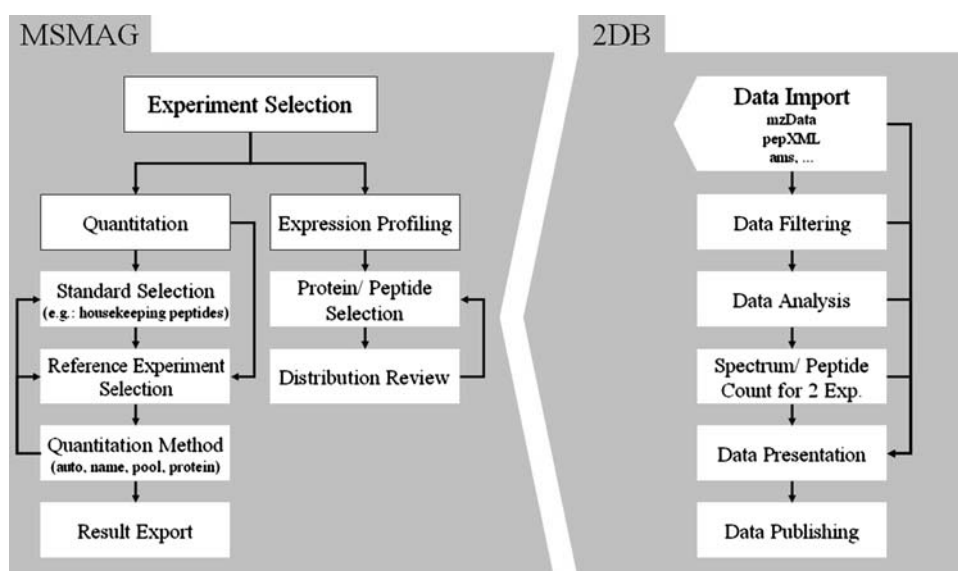 MSMAG
Experiment Selection
Quantitation
Expression Profiling
Standard Selection
(e.g.: housekeeping peptides)
Protein/ Peptide
Selection
Reference Experiment
Selection
Distribution Review
Quantitation Method
(auto, name, pool, protein)
Result Export
2DB
Data Import
mzData
pepXML
ams, ...
Data Filtering
Data Analysis
Spectrum/ Peptide
Count for 2 Exp.
Data Presentation
Data Publishing